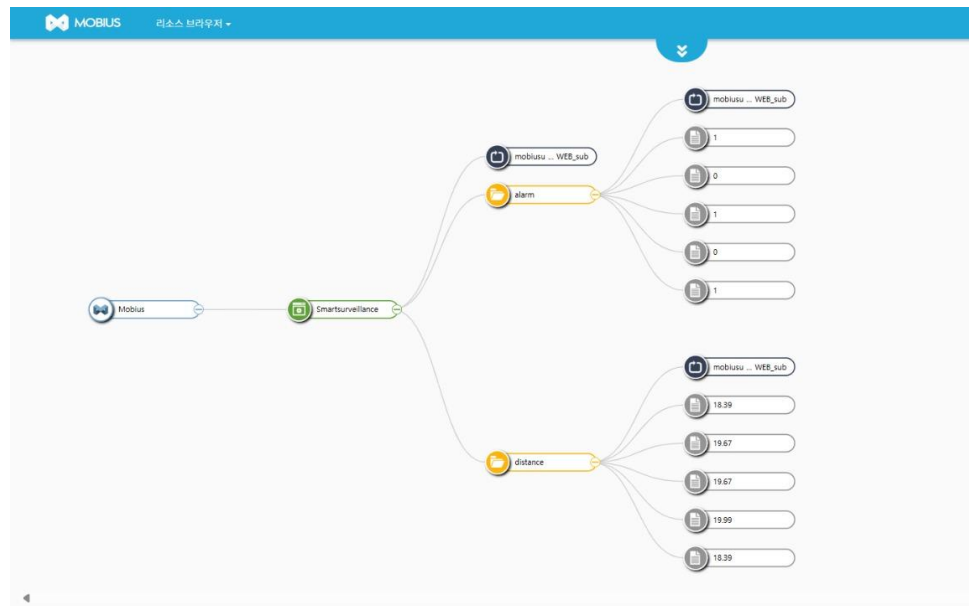 MOBIUS 리소스 브라우저
mobiusu ... WEB_sub
1
0
1
0
1
mobiusu ... WEB_sub
alarm
Mobius
Smartsurveillance
mobiusu ... WEB_sub
18.39
19.67
19.67
19.99
18.39
distance